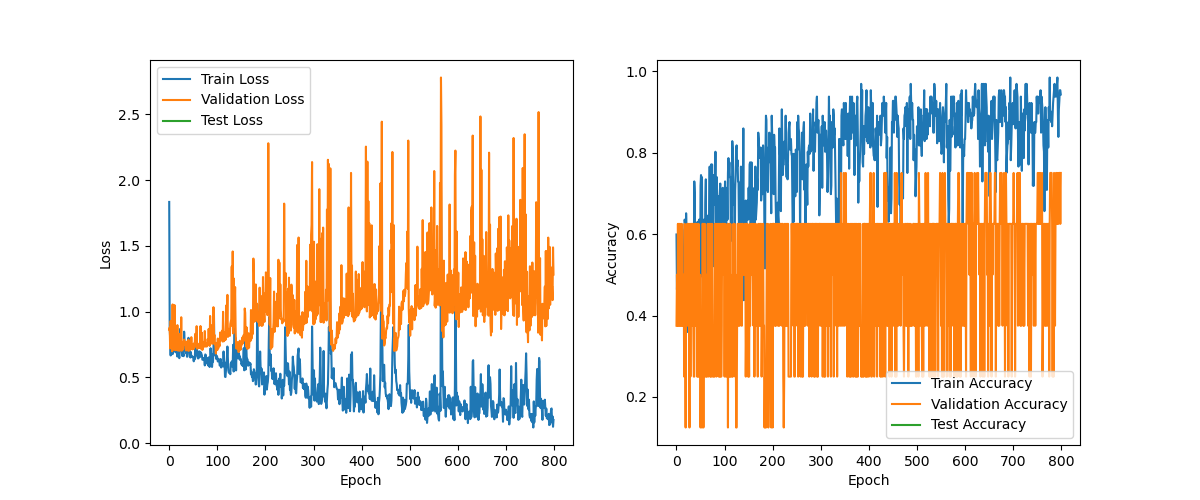 Train Loss
Validation Loss
Test Loss
2.5
2.0
1.5
1.0
0.5
0.0
Loss
0 100 200 300 400 500 600 700 800
Epoch
1.0
0.8
0.6
0.4
0.2
Accuracy
Train Accuracy
Validation Accuracy
Test Accuracy
0 100 200 300 400 500 600 700 800
Epoch